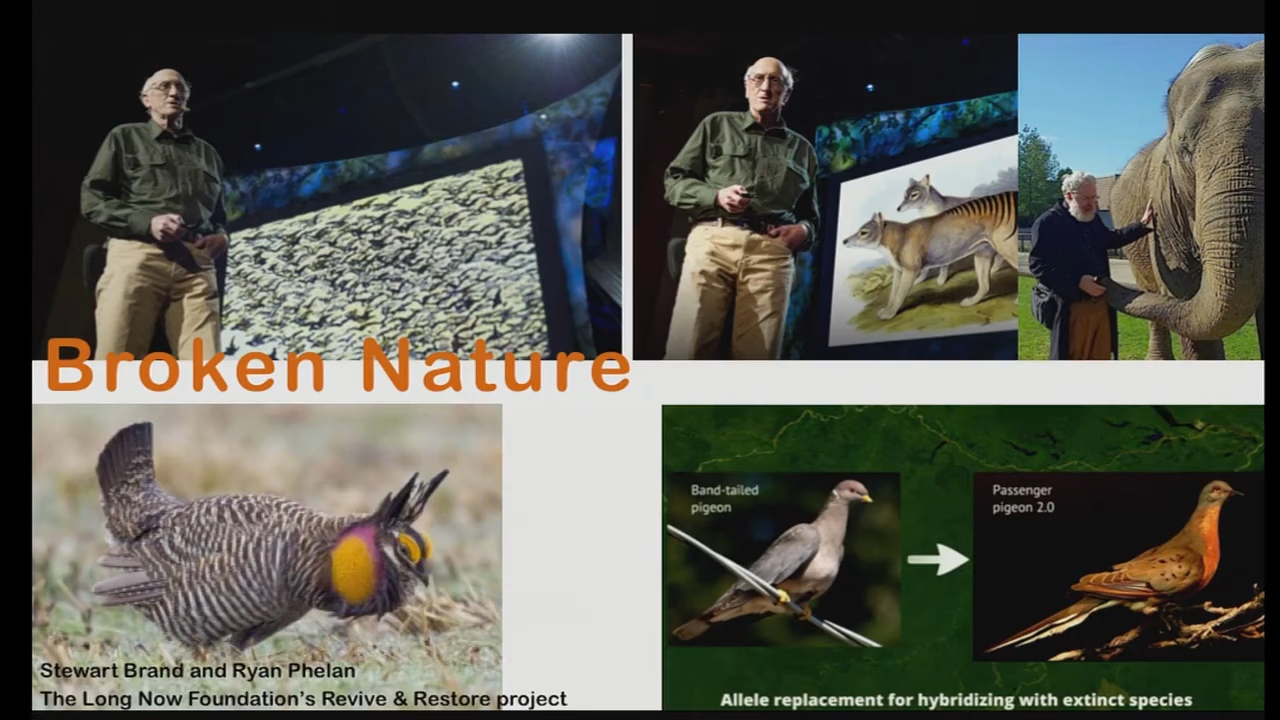 Broken Nature
Band-tailed
pigeon
Passenger
pigeon 2.0
Stewart Brand and Ryan Phelan
The Long Now Foundation's Revive & Restore project
Allele replacement for hybridizing with extinct species